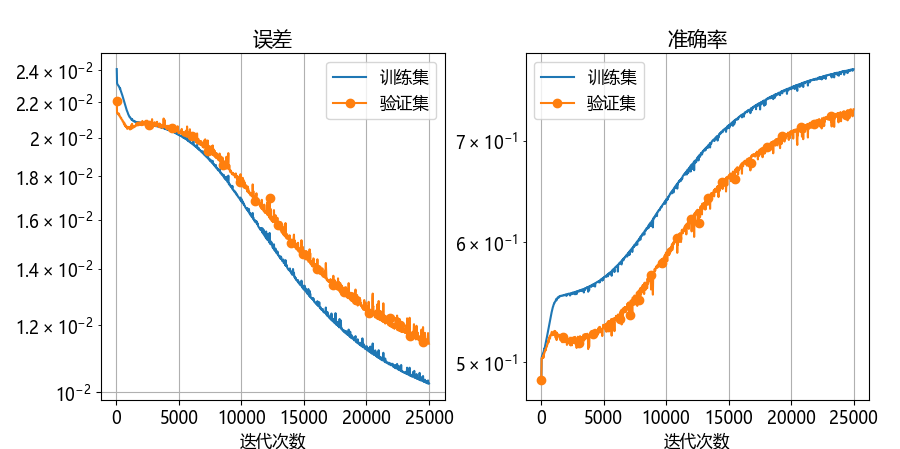 误差
训练集
验证集
2.4 × 10⁻²
2.2 × 10⁻²
2 × 10⁻²
1.8 × 10⁻²
1.6 × 10⁻²
1.4 × 10⁻²
1.2 × 10⁻²
10⁻²
0 5000 10000 15000 20000 25000
迭代次数
准确率
训练集
验证集
7 × 10⁻¹
6 × 10⁻¹
5 × 10⁻¹
0 5000 10000 15000 20000 25000
迭代次数